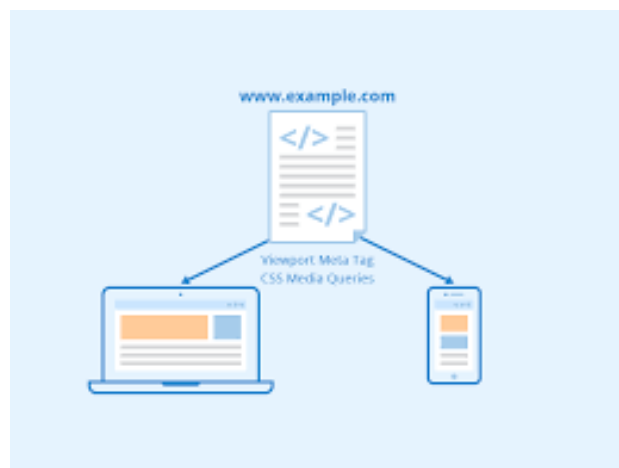 www.example.com
</>
</>
Viewport Meta Tag
CSS Media Queries